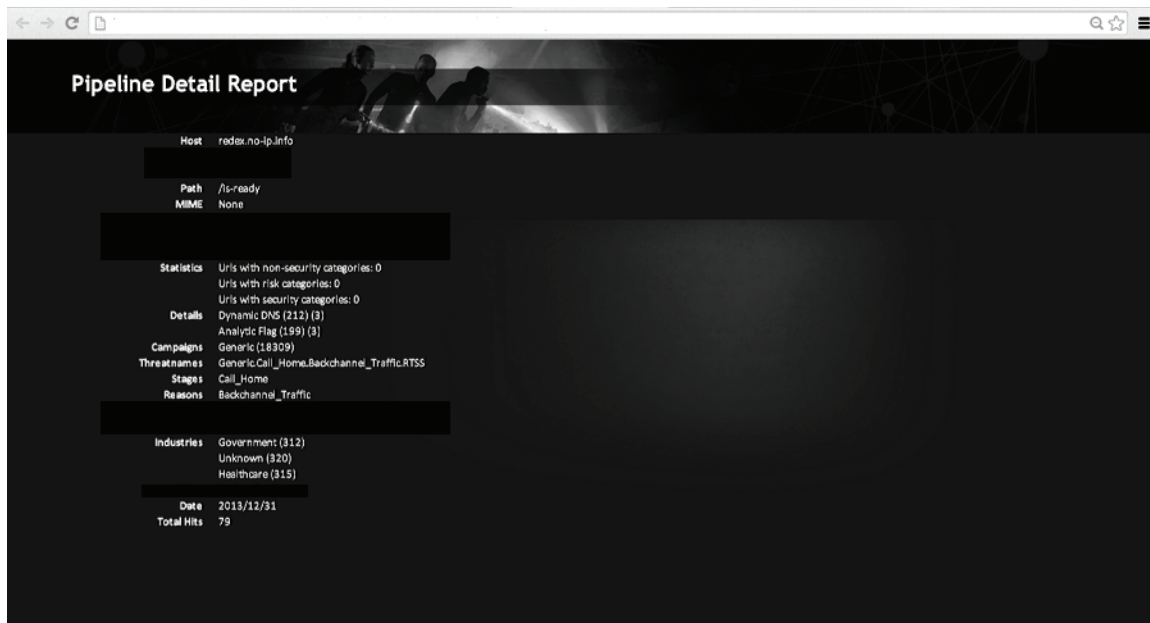 Pipeline Detail Report
Host redex.no-ip.info
Path /is-ready
MIME None
Statistics Urls with non-security categories: 0
Urls with risk categories: 0
Urls with security categories: 0
Details Dynamic DNS (212) (3)
Analytic Flag (199) (3)
Campaigns Generic (18309)
Threatnames Generic.Call_Home.Backchannel_Traffic.RTSS
Stages Call_Home
Reasons Backchannel_Traffic
Industries Government (312)
Unknown (320)
Healthcare (315)
Date 2013/12/31
Total Hits 79